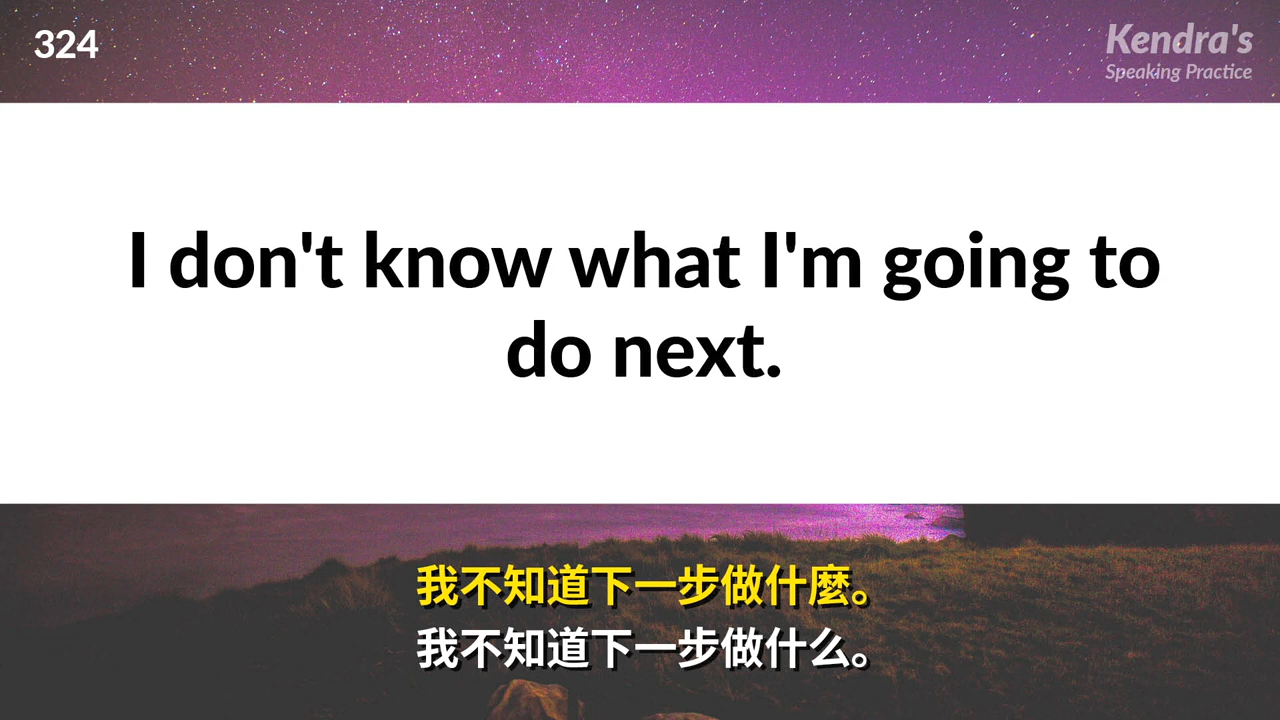 324
Kendra's
Speaking Practice
I don't know what I'm going to
do next.
我不知道下一步做什麼。
我不知道下一步做什么。